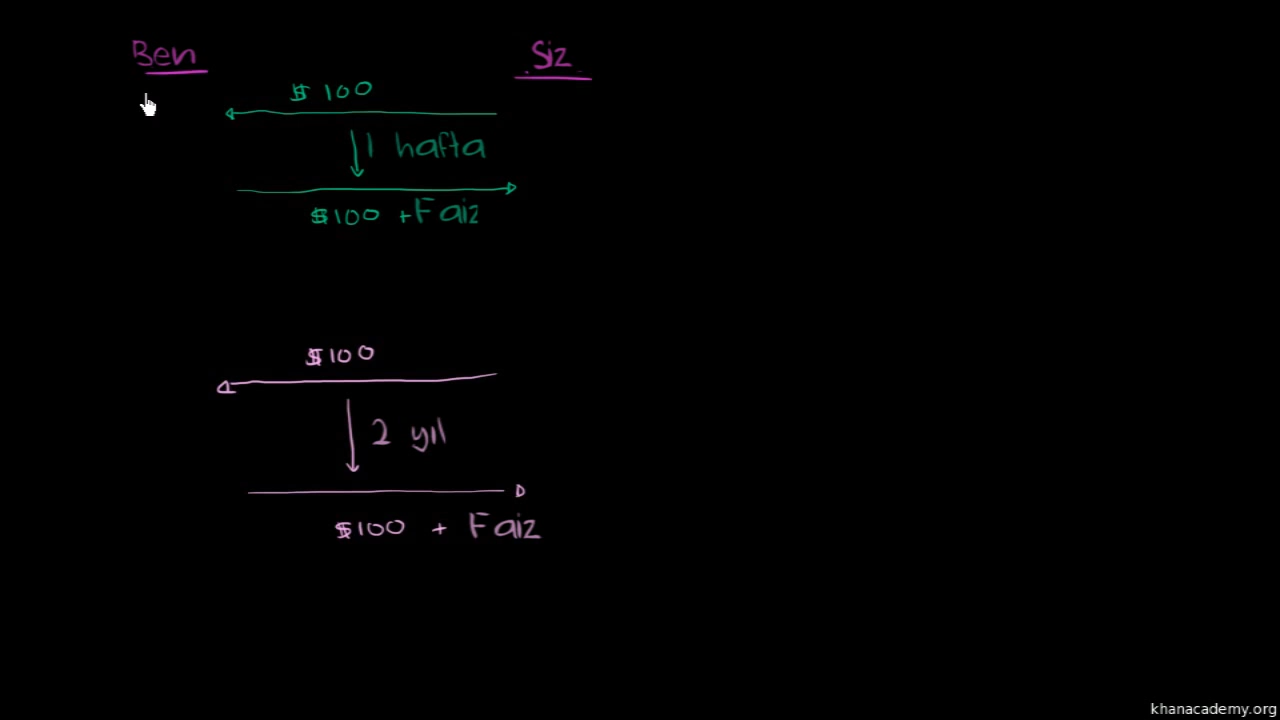 Ben
Siz
$ 100
1 hafta
$100 + Faiz
$100
2 yıl
$100 + Faiz
khanacademy.org